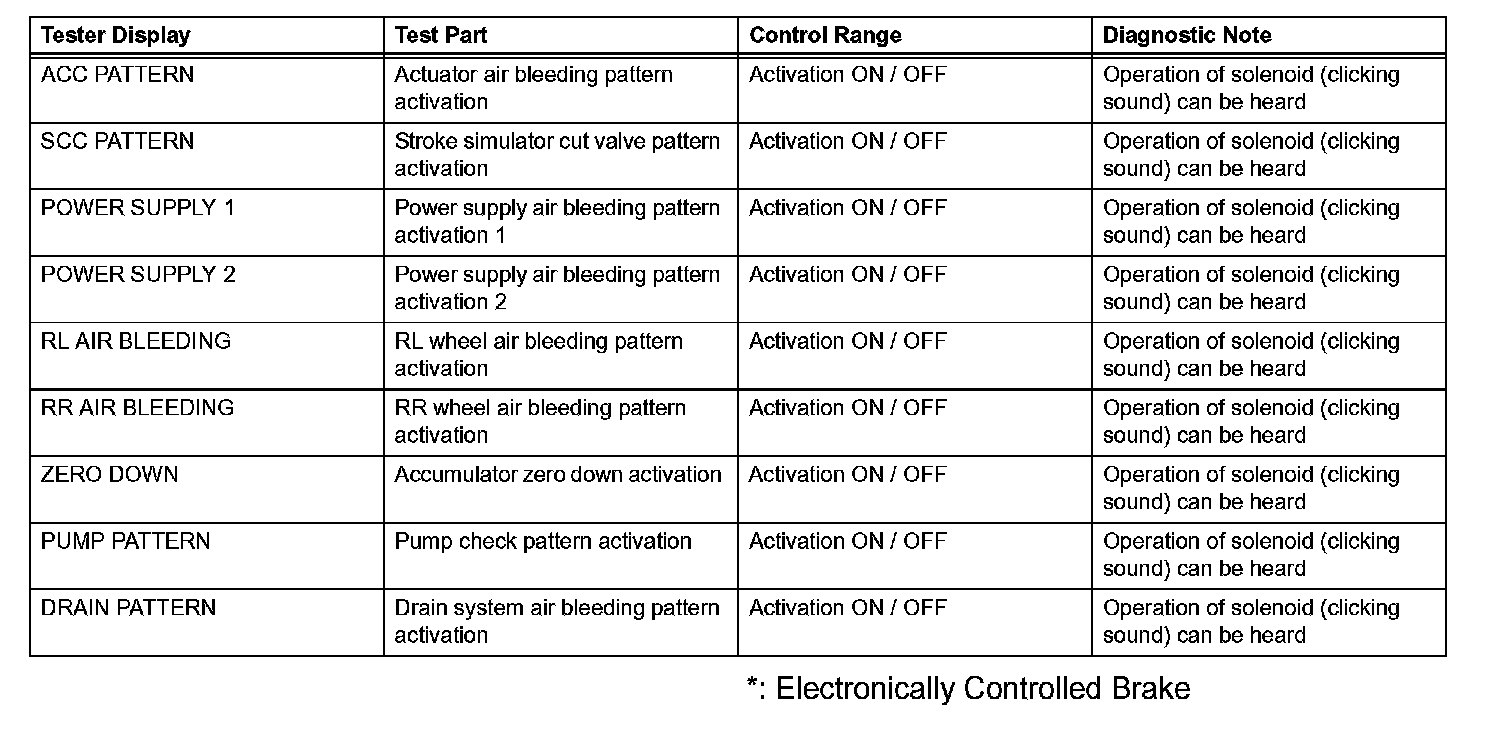 Tester Display Test Part Control Range Diagnostic Note
ACC PATTERN Actuator air bleeding pattern Activation ON / OFF Operation of solenoid (clicking
activation sound) can be heard
SCC PATTERN Stroke simulator cut valve pattern Activation ON / OFF Operation of solenoid (clicking
activation sound) can be heard
POWER SUPPLY 1 Power supply air bleeding pattern Activation ON / OFF Operation of solenoid (clicking
activation 1 sound) can be heard
POWER SUPPLY 2 Power supply air bleeding pattern Activation ON / OFF Operation of solenoid (clicking
activation 2 sound) can be heard
RL AIR BLEEDING RL wheel air bleeding pattern Activation ON / OFF Operation of solenoid (clicking
activation sound) can be heard
RR AIR BLEEDING RR wheel air bleeding pattern Activation ON / OFF Operation of solenoid (clicking
activation sound) can be heard
ZERO DOWN Accumulator zero down activation Activation ON / OFF Operation of solenoid (clicking
sound) can be heard
PUMP PATTERN Pump check pattern activation Activation ON / OFF Operation of solenoid (clicking
sound) can be heard
DRAIN PATTERN Drain system air bleeding pattern Activation ON / OFF Operation of solenoid (clicking
activation sound) can be heard
*: Electronically Controlled Brake